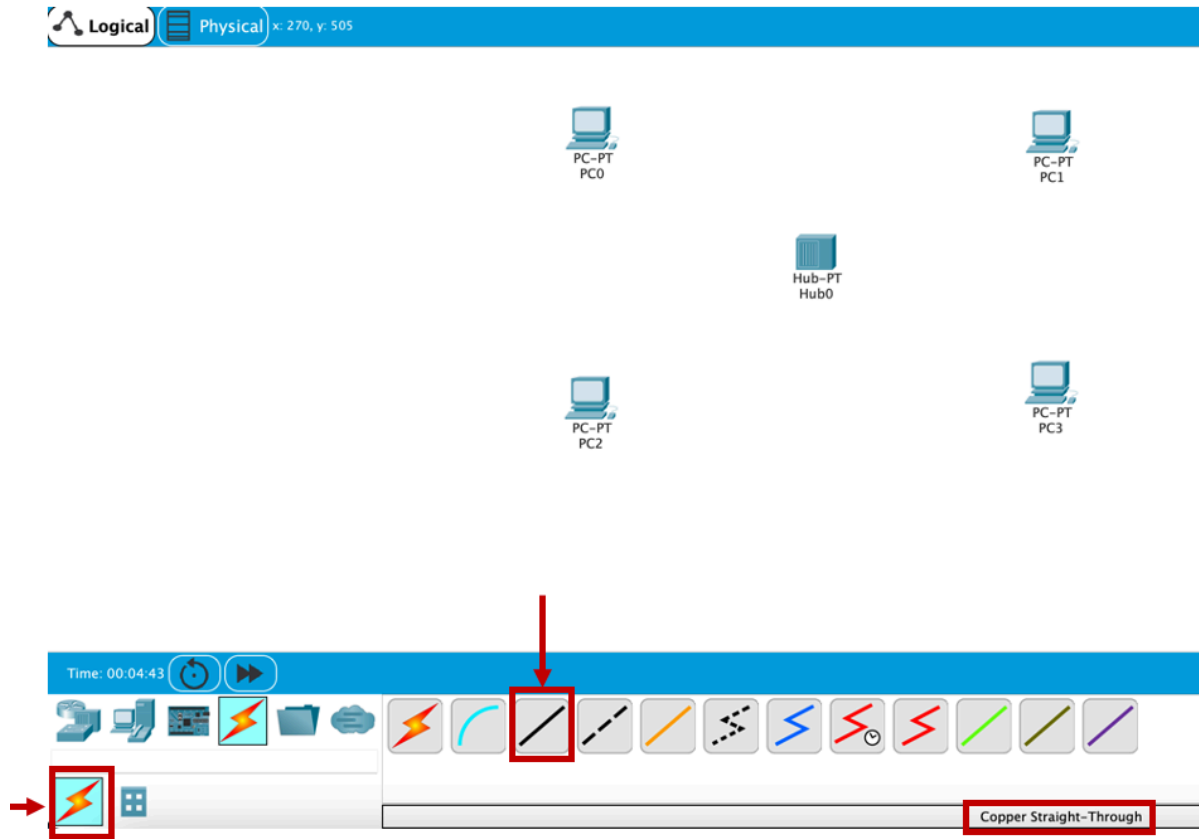 Logical
Physical
x: 270, y: 505
PC-PT
PC0
PC-PT
PC1
Hub-PT
Hub0
PC-PT
PC2
PC-PT
PC3
Time: 00:04:43
Copper Straight-Through